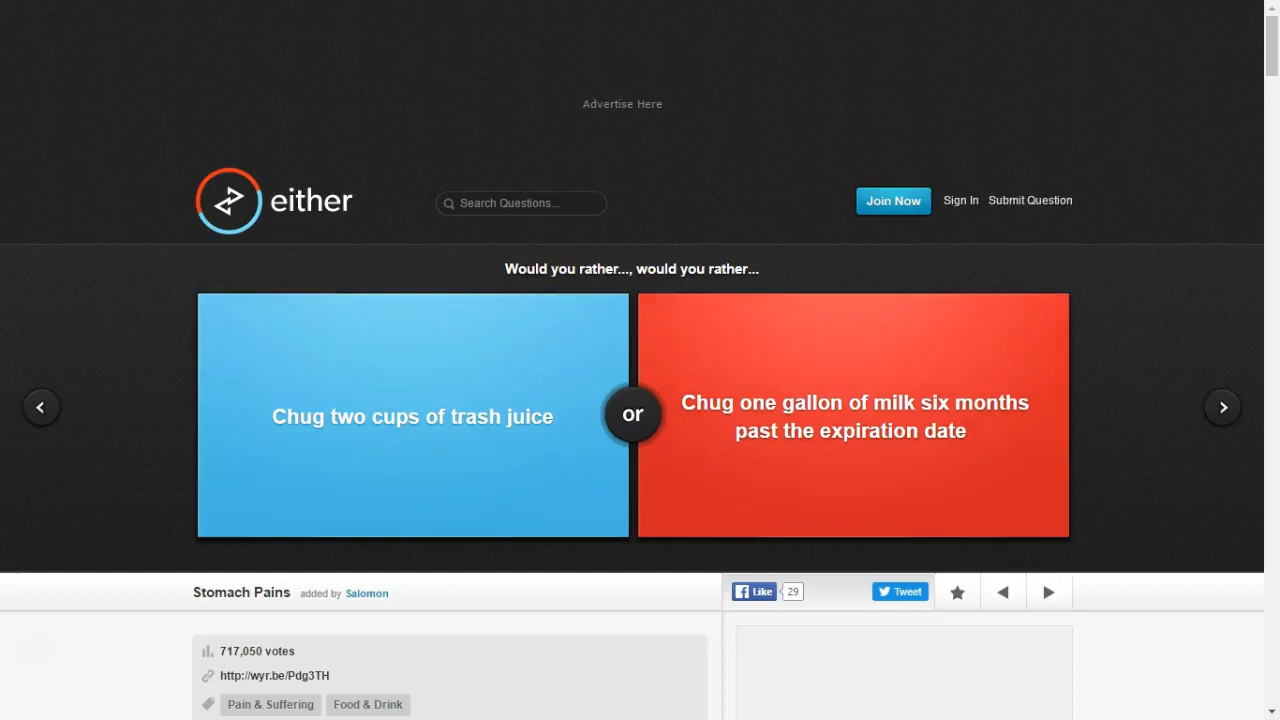 Advertise Here
either
Search Questions...
Join Now
Sign In
Submit Question
Would you rather..., would you rather...
Chug two cups of trash juice
or
Chug one gallon of milk six months
past the expiration date
Stomach Pains added by Salomon
Like
29
Tweet
717,050 votes
http://wyr.be/Pdg3TH
Pain & Suffering
Food & Drink